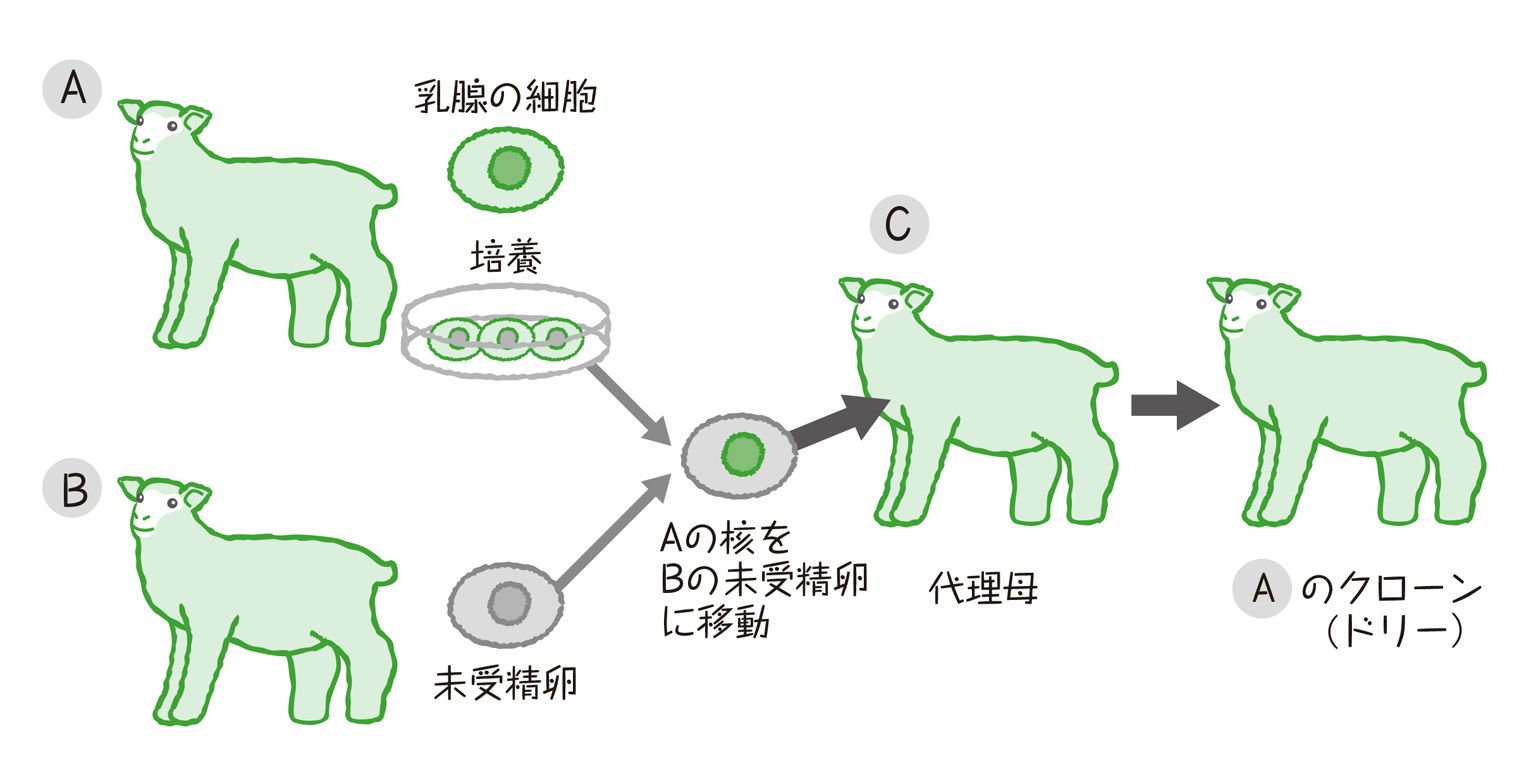 A
乳腺の細胞
培養
B
未受精卵
Aの核を
Bの未受精卵
に移動
C
代理母
Aのクローン
（ドリー）